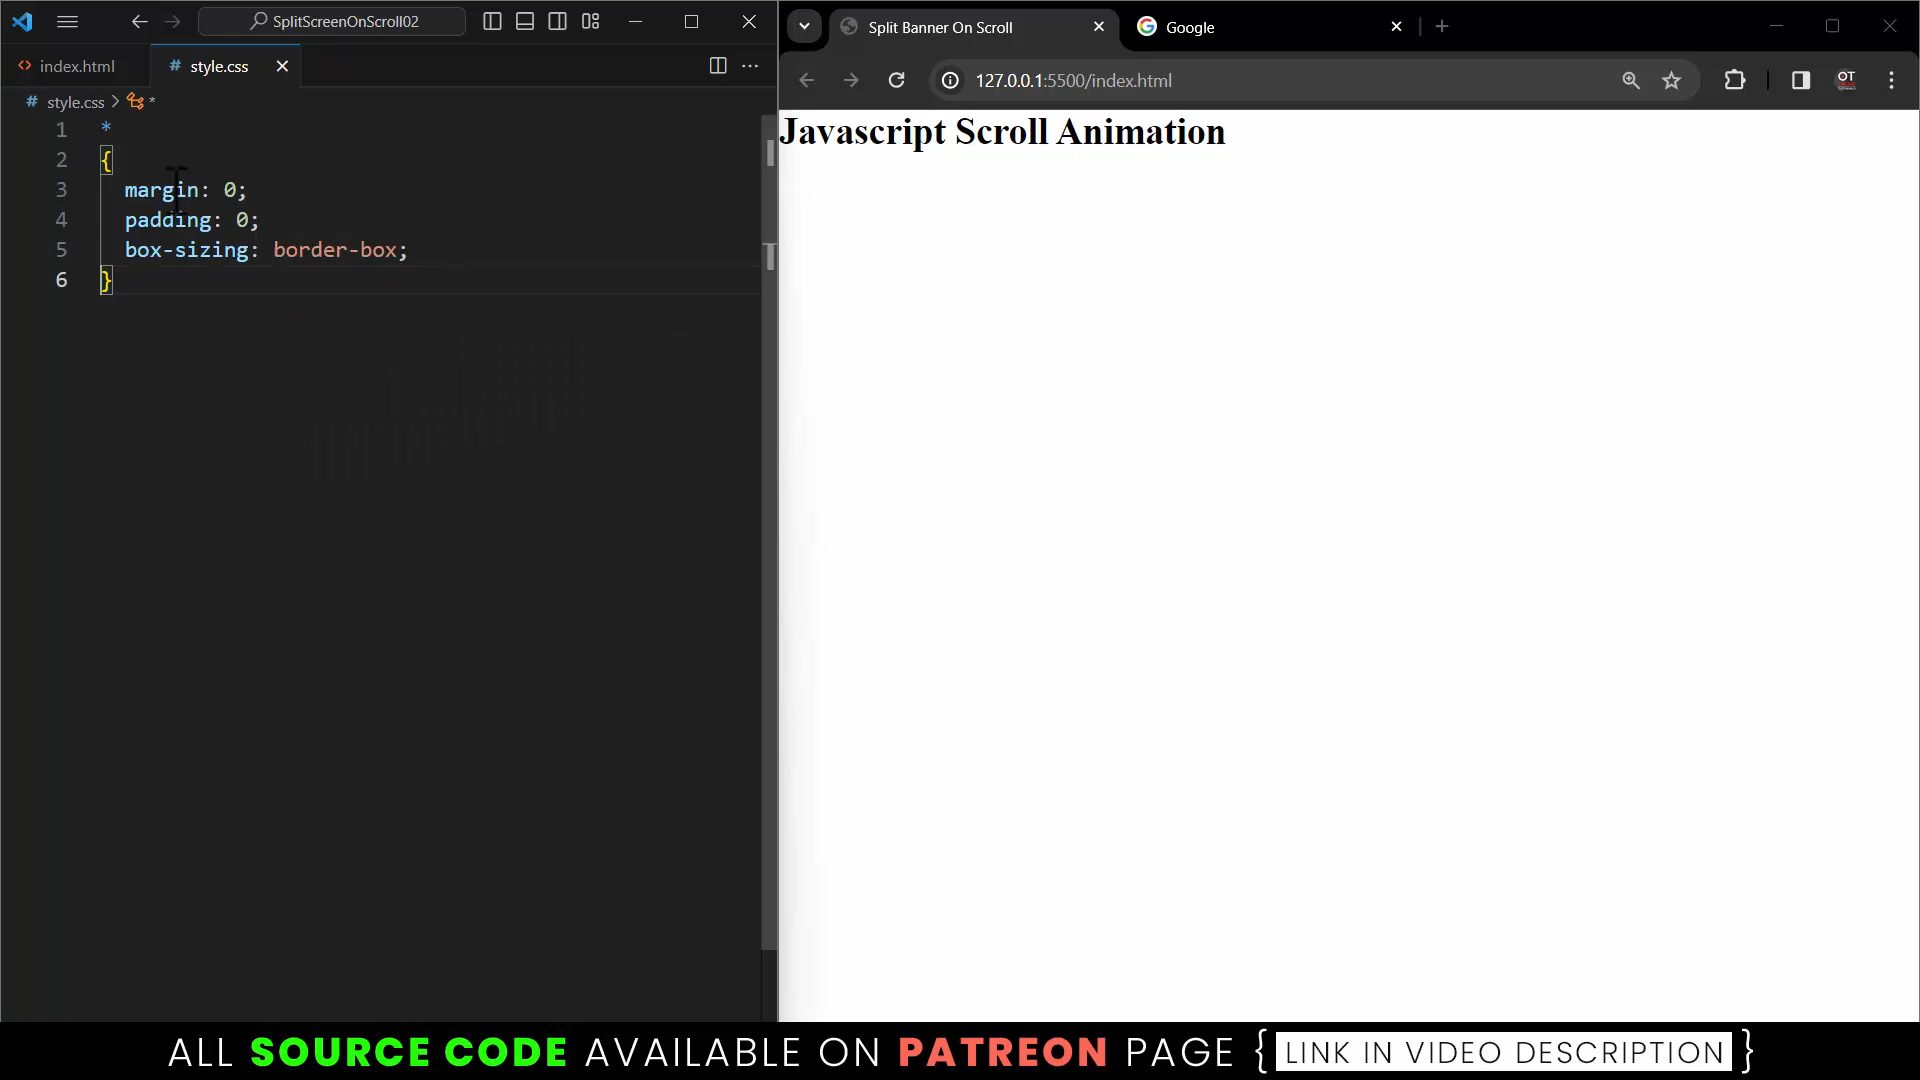 SplitScreenOnScroll02
index.html
# style.css
# style.css > *
1 *
2 {
3 margin: 0;
4 padding: 0;
5 box-sizing: border-box;
6 }
Split Banner On Scroll
Google
127.0.0.1:5500/index.html
OT
Javascript Scroll Animation
ALL SOURCE CODE AVAILABLE ON PATREON PAGE { LINK IN VIDEO DESCRIPTION }